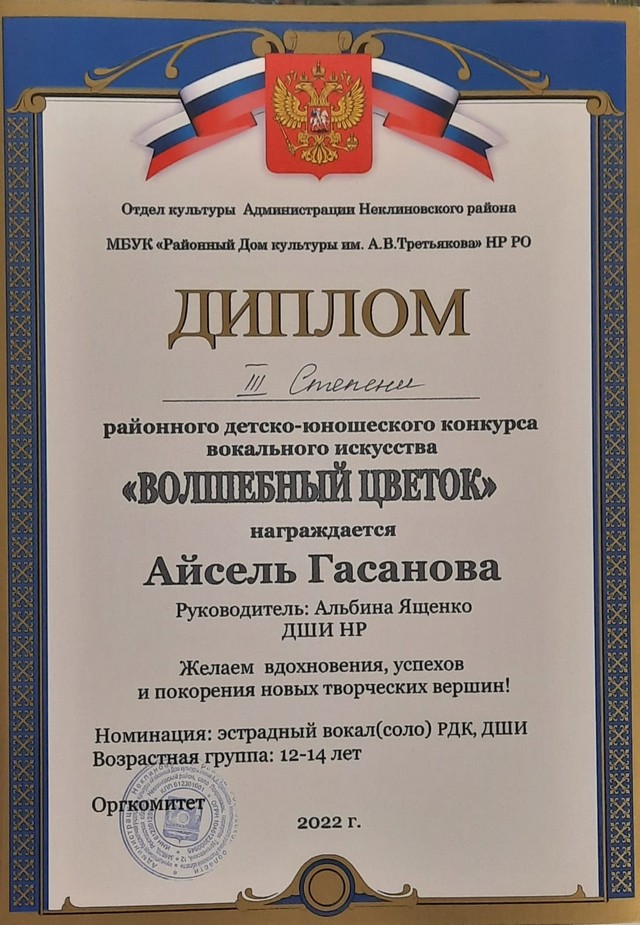 Отдел культуры Администрации Неклиновского района
МБУК «Районный Дом культуры им. А.В.Третьякова» НР РО
ДИПЛОМ
III Степени
районного детско-юношеского конкурса
вокального искусства
«ВОЛШЕБНЫЙ ЦВЕТОК»
награждается
Айсель Гасанова
Руководитель: Альбина Ященко
ДШИ НР
Желаем вдохновения, успехов
и покорения новых творческих вершин!
Номинация: эстрадный вокал(соло) РДК, ДШИ
Возрастная группа: 12-14 лет
Оргкомитет
2022 г.